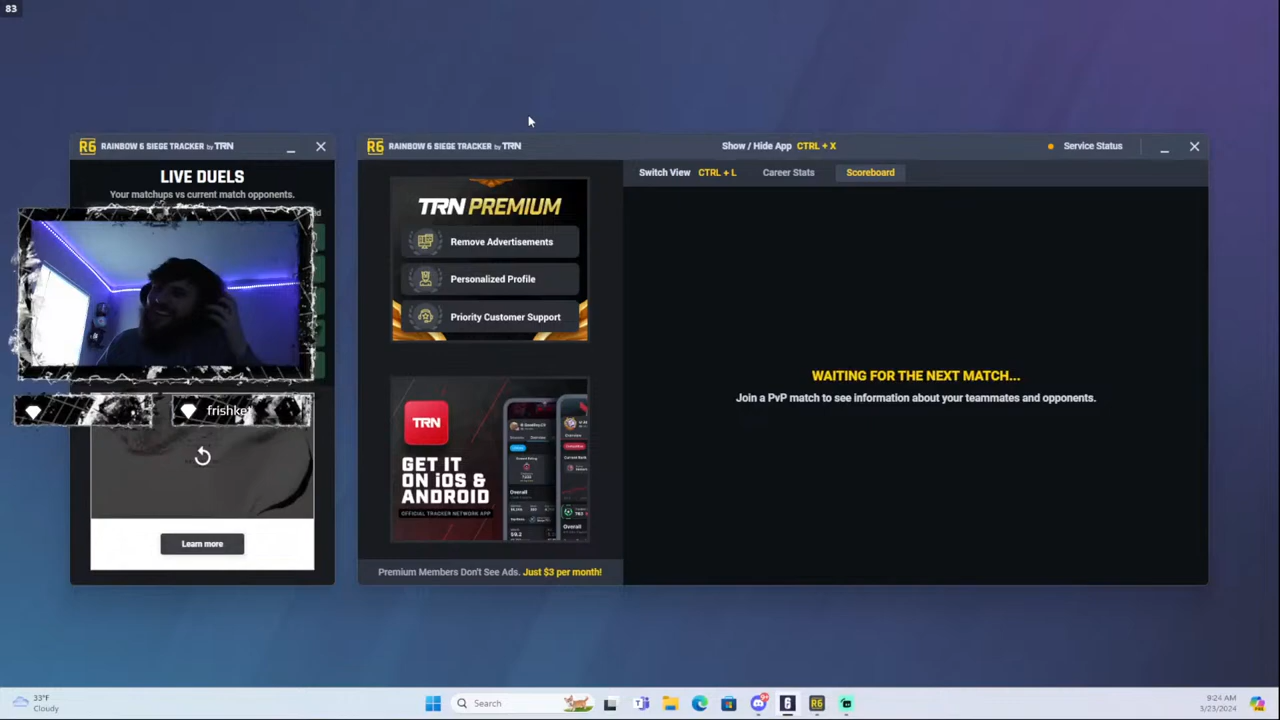 83
R6 RAINBOW 6 SIEGE TRACKER by TRN
LIVE DUELS
Your matchups vs current match opponents.
frishke
Learn more
R6 RAINBOW 6 SIEGE TRACKER by TRN
Show / Hide App CTRL + X
Service Status
Switch View CTRL + L
Career Stats
Scoreboard
TRN PREMIUM
Remove Advertisements
Personalized Profile
Priority Customer Support
TRN
GET IT
ON iOS &
ANDROID
OFFICIAL TRACKER NETWORK APP
Overall
Overall
Overall
Premium Members Don't See Ads. Just $3 per month!
WAITING FOR THE NEXT MATCH...
Join a PvP match to see information about your teammates and opponents.
33°F
Cloudy
Search
R6
9:24 AM
3/23/2024